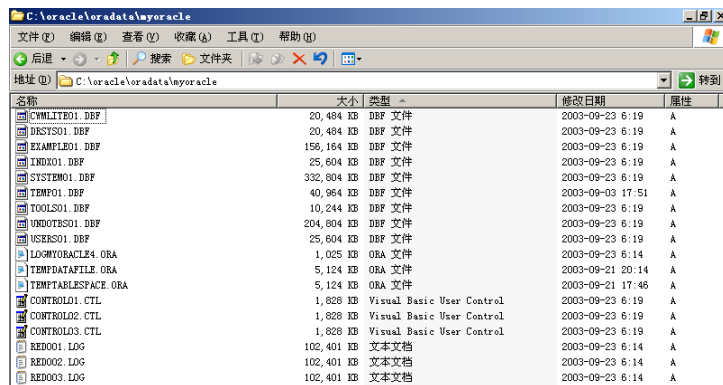 C:\oracle\oradata\myoracle
文件(F) 编辑(E) 查看(V) 收藏(A) 工具(T) 帮助(H)
后退 搜索 文件夹
地址(D) C:\oracle\oradata\myoracle 转到
名称 大小 类型 修改日期 属性
CWMLITE01.DBF 20,484 KB DBF 文件 2003-09-23 6:19 A
DRSYS01.DBF 20,484 KB DBF 文件 2003-09-23 6:19 A
EXAMPLE01.DBF 156,164 KB DBF 文件 2003-09-23 6:19 A
INDX01.DBF 25,604 KB DBF 文件 2003-09-23 6:19 A
SYSTEM01.DBF 332,804 KB DBF 文件 2003-09-23 6:19 A
TEMP01.DBF 40,964 KB DBF 文件 2003-09-03 17:51 A
TOOLS01.DBF 10,244 KB DBF 文件 2003-09-23 6:19 A
UNDOTBS01.DBF 204,804 KB DBF 文件 2003-09-23 6:19 A
USERS01.DBF 25,604 KB DBF 文件 2003-09-23 6:19 A
LOGMYORACLE4.ORA 1,025 KB ORA 文件 2003-09-23 6:14 A
TEMPDATAFILE.ORA 5,124 KB ORA 文件 2003-09-21 20:14 A
TEMPTABLESPACE.ORA 5,124 KB ORA 文件 2003-09-21 17:46 A
CONTROL01.CTL 1,828 KB Visual Basic User Control 2003-09-23 6:19 A
CONTROL02.CTL 1,828 KB Visual Basic User Control 2003-09-23 6:19 A
CONTROL03.CTL 1,828 KB Visual Basic User Control 2003-09-23 6:19 A
REDO01.LOG 102,401 KB 文本文档 2003-09-23 6:14 A
REDO02.LOG 102,401 KB 文本文档 2003-09-23 6:14 A
REDO03.LOG 102,401 KB 文本文档 2003-09-23 6:14 A